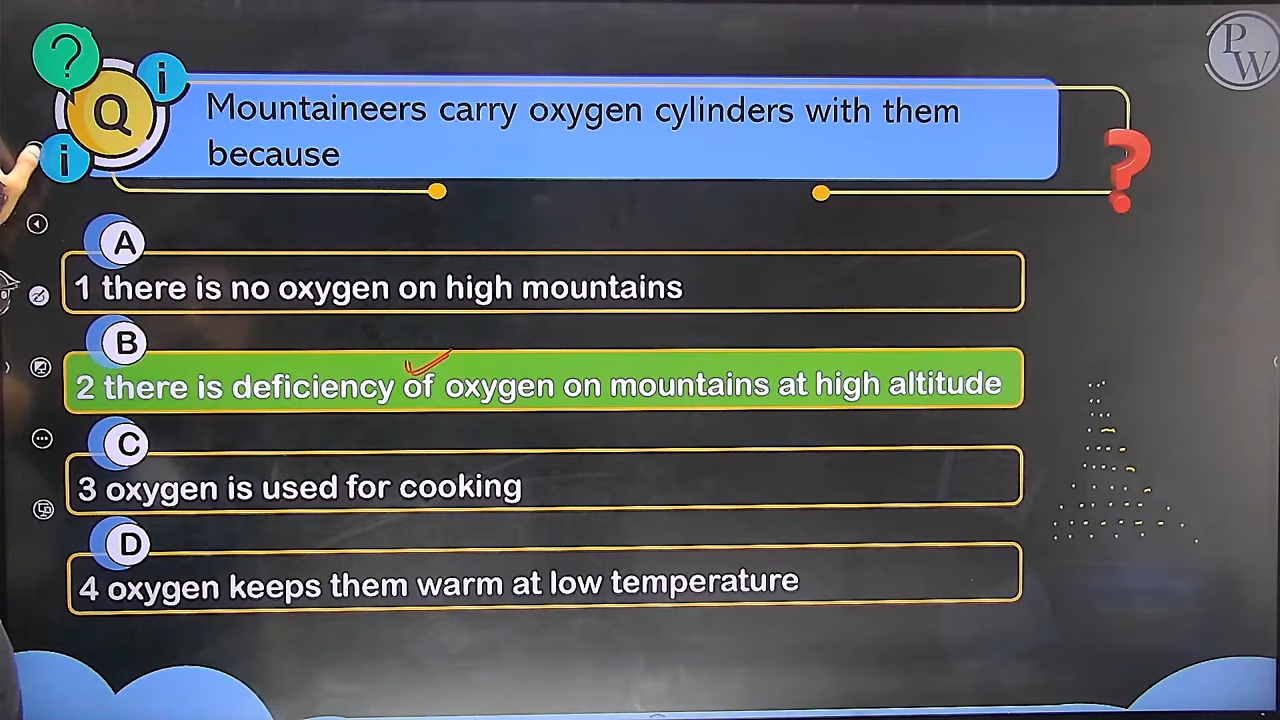 PW
?
i
Q
i
Mountaineers carry oxygen cylinders with them
because
?
A
1 there is no oxygen on high mountains
B
2 there is deficiency of oxygen on mountains at high altitude
C
3 oxygen is used for cooking
D
4 oxygen keeps them warm at low temperature